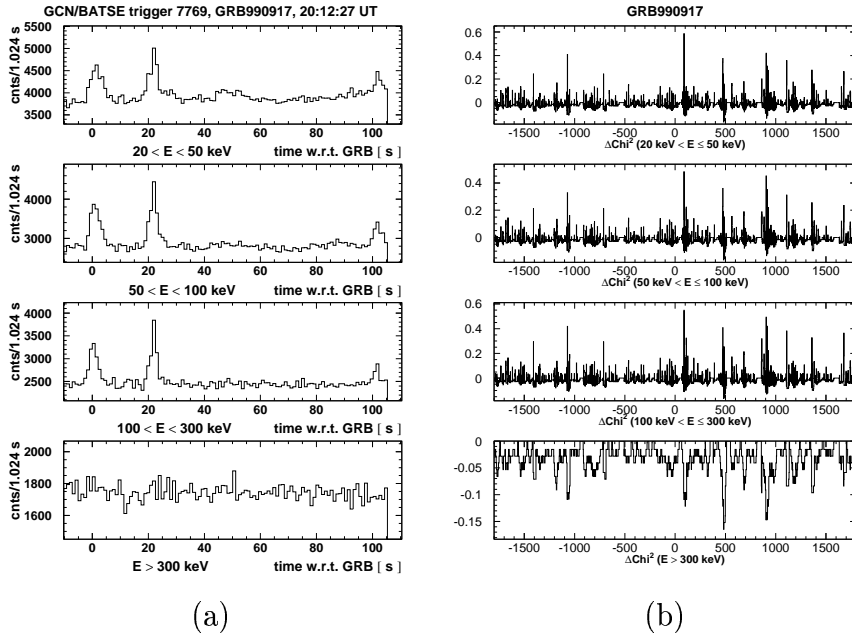 GCN/BATSE trigger 7769, GRB990917, 20:12:27 UT
cnts/1.024 s
5500
5000
4500
4000
3500
0 20 40 60 80 100
20 < E < 50 keV time w.r.t. GRB [ s ]
cnts/1.024 s
4000
3000
0 20 40 60 80 100
50 < E < 100 keV time w.r.t. GRB [ s ]
cnts/1.024 s
4000
3500
3000
2500
0 20 40 60 80 100
100 < E < 300 keV time w.r.t. GRB [ s ]
cnts/1.024 s
2000
1800
1600
0 20 40 60 80 100
E > 300 keV time w.r.t. GRB [ s ]
(a)
GRB990917
0.6
0.4
0.2
0
-1500 -1000 -500 0 500 1000 1500
ΔChi² (20 keV < E ≤ 50 keV)
0.4
0.2
0
-1500 -1000 -500 0 500 1000 1500
ΔChi² (50 keV < E ≤ 100 keV)
0.6
0.4
0.2
0
-1500 -1000 -500 0 500 1000 1500
ΔChi² (100 keV < E ≤ 300 keV)
0
-0.05
-0.1
-0.15
-1500 -1000 -500 0 500 1000 1500
ΔChi² (E > 300 keV)
(b)